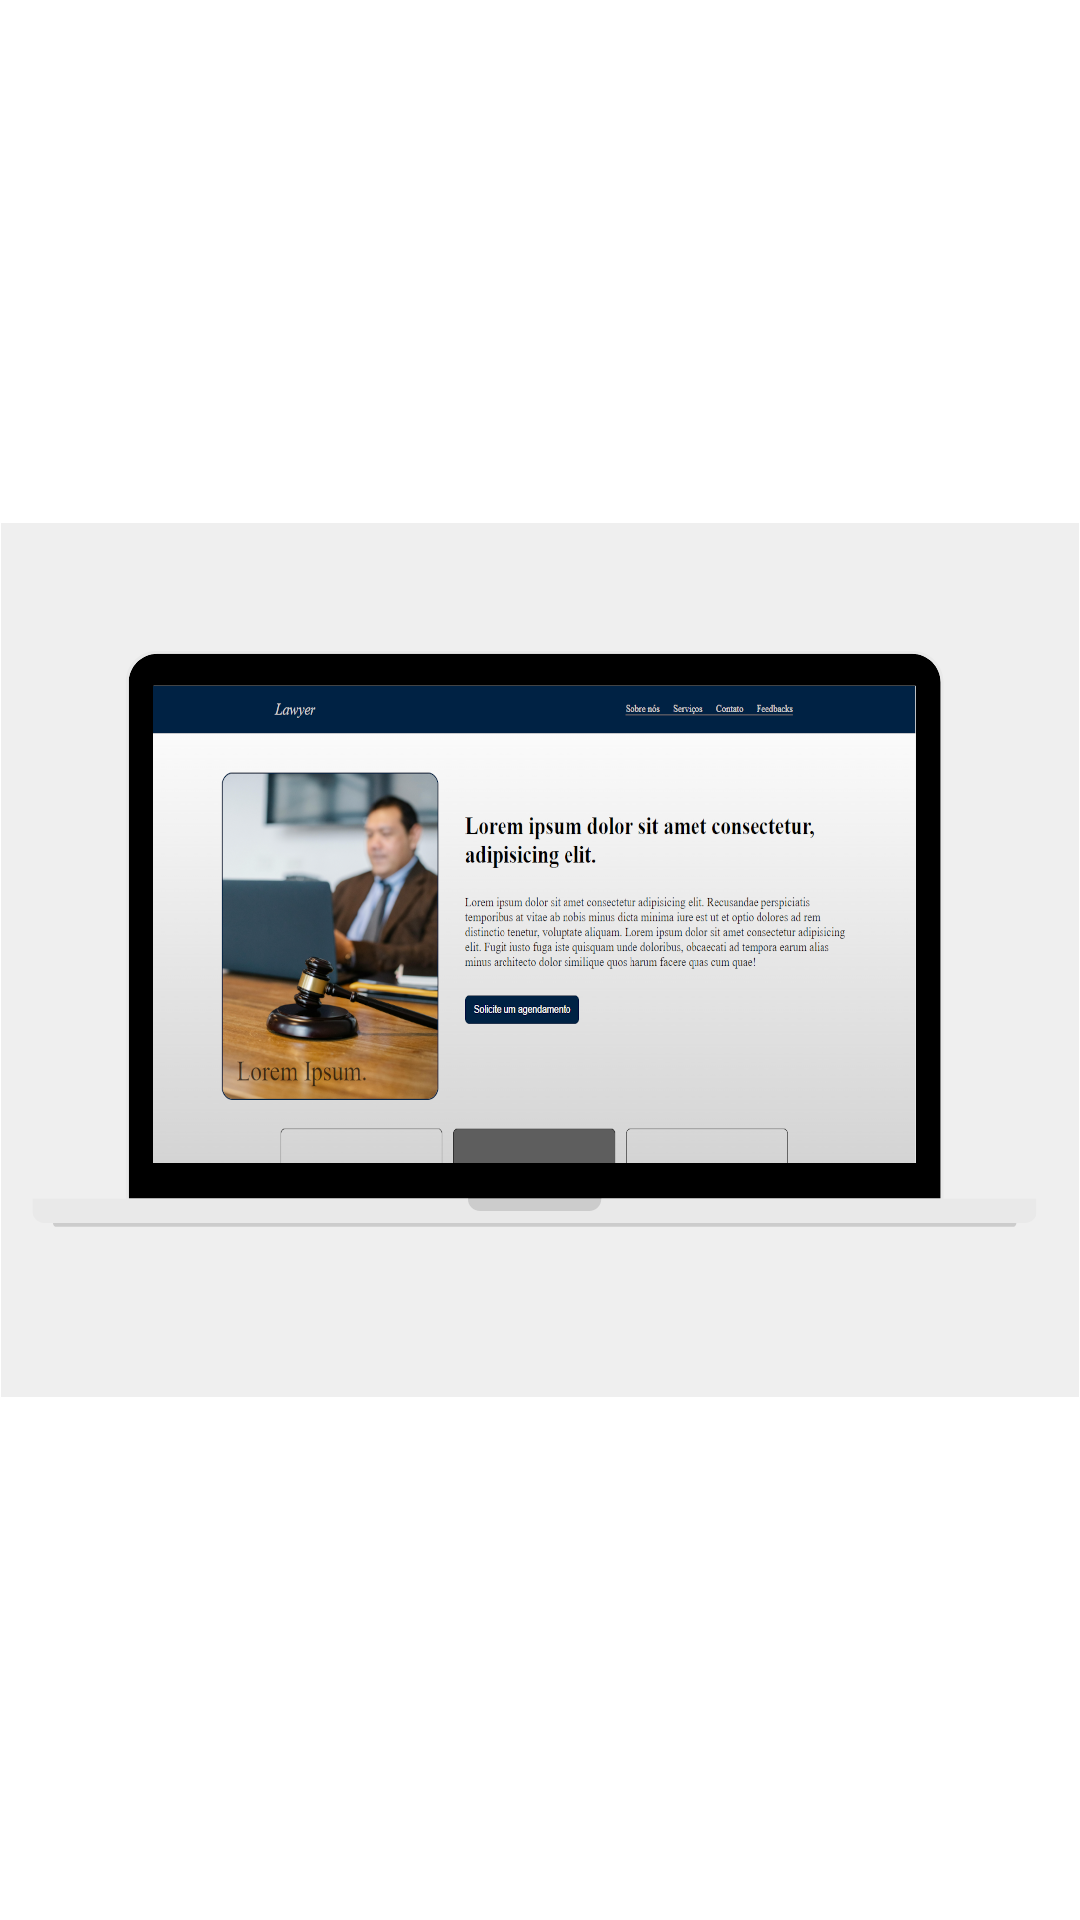 Lawyer
Sobre nós Serviços Contato Feedbacks
Lorem ipsum dolor sit amet consectetur,
adipisicing elit.
Lorem ipsum dolor sit amet consectetur adipisicing elit. Recusandae perspiciatis
temporibus at vitae ab nobis minus dicta minima iure est ut et optio dolores ad rem
distinctio tenetur, voluptate aliquam. Lorem ipsum dolor sit amet consectetur adipisicing
elit. Fugit iusto fuga iste quisquam unde doloribus, obcaecati ad tempora earum alias
minus architecto dolor similique quos harum facere quas cum quae!
Solicite um agendamento
Lorem Ipsum.